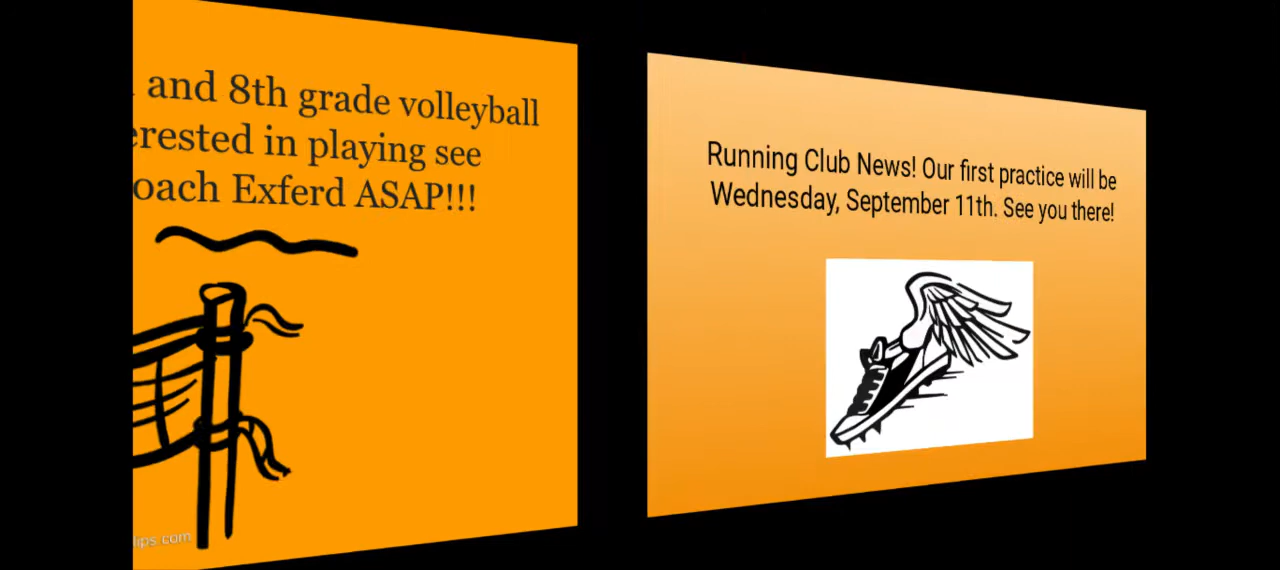 and 8th grade volleyball
erested in playing see
oach Exferd ASAP!!!
lips.com
Running Club News! Our first practice will be
Wednesday, September 11th. See you there!